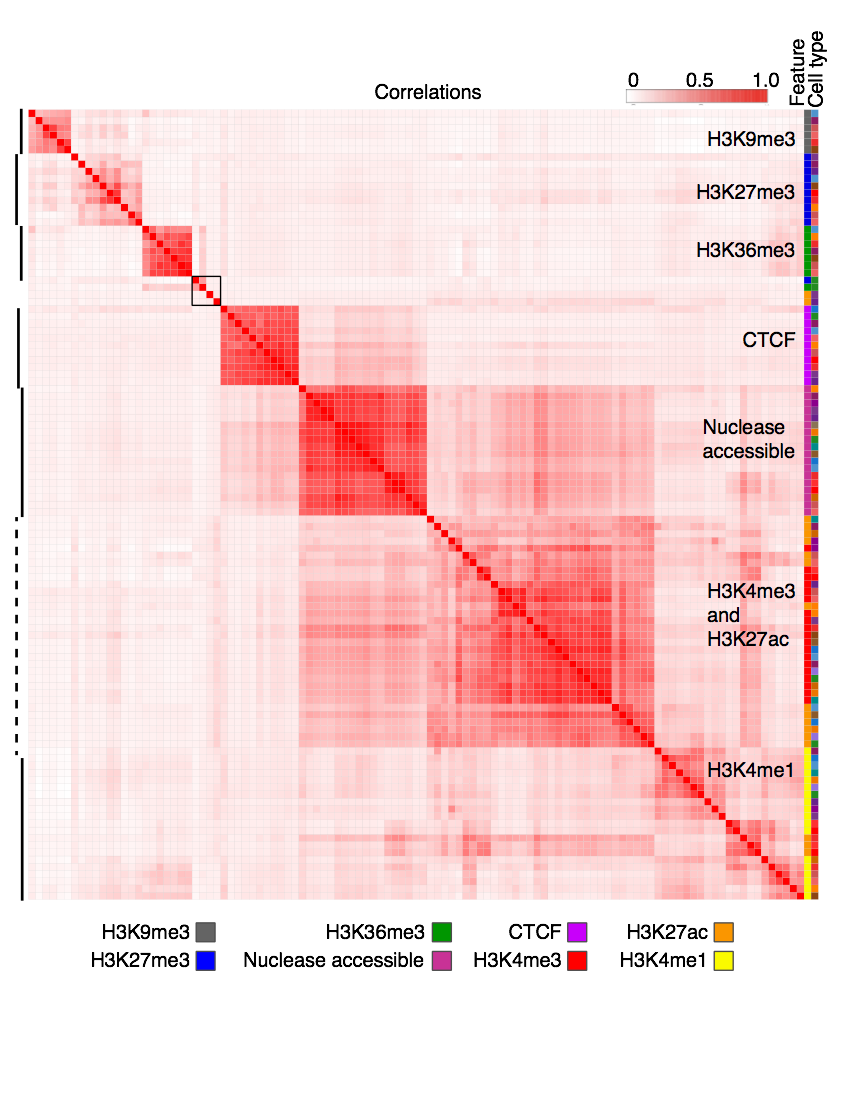 Feature
Cell type
Correlations
0 0.5 1.0
H3K9me3
H3K27me3
H3K36me3
CTCF
Nuclease
accessible
H3K4me3
and
H3K27ac
H3K4me1
H3K9me3 H3K36me3 CTCF H3K27ac
H3K27me3 Nuclease accessible H3K4me3 H3K4me1